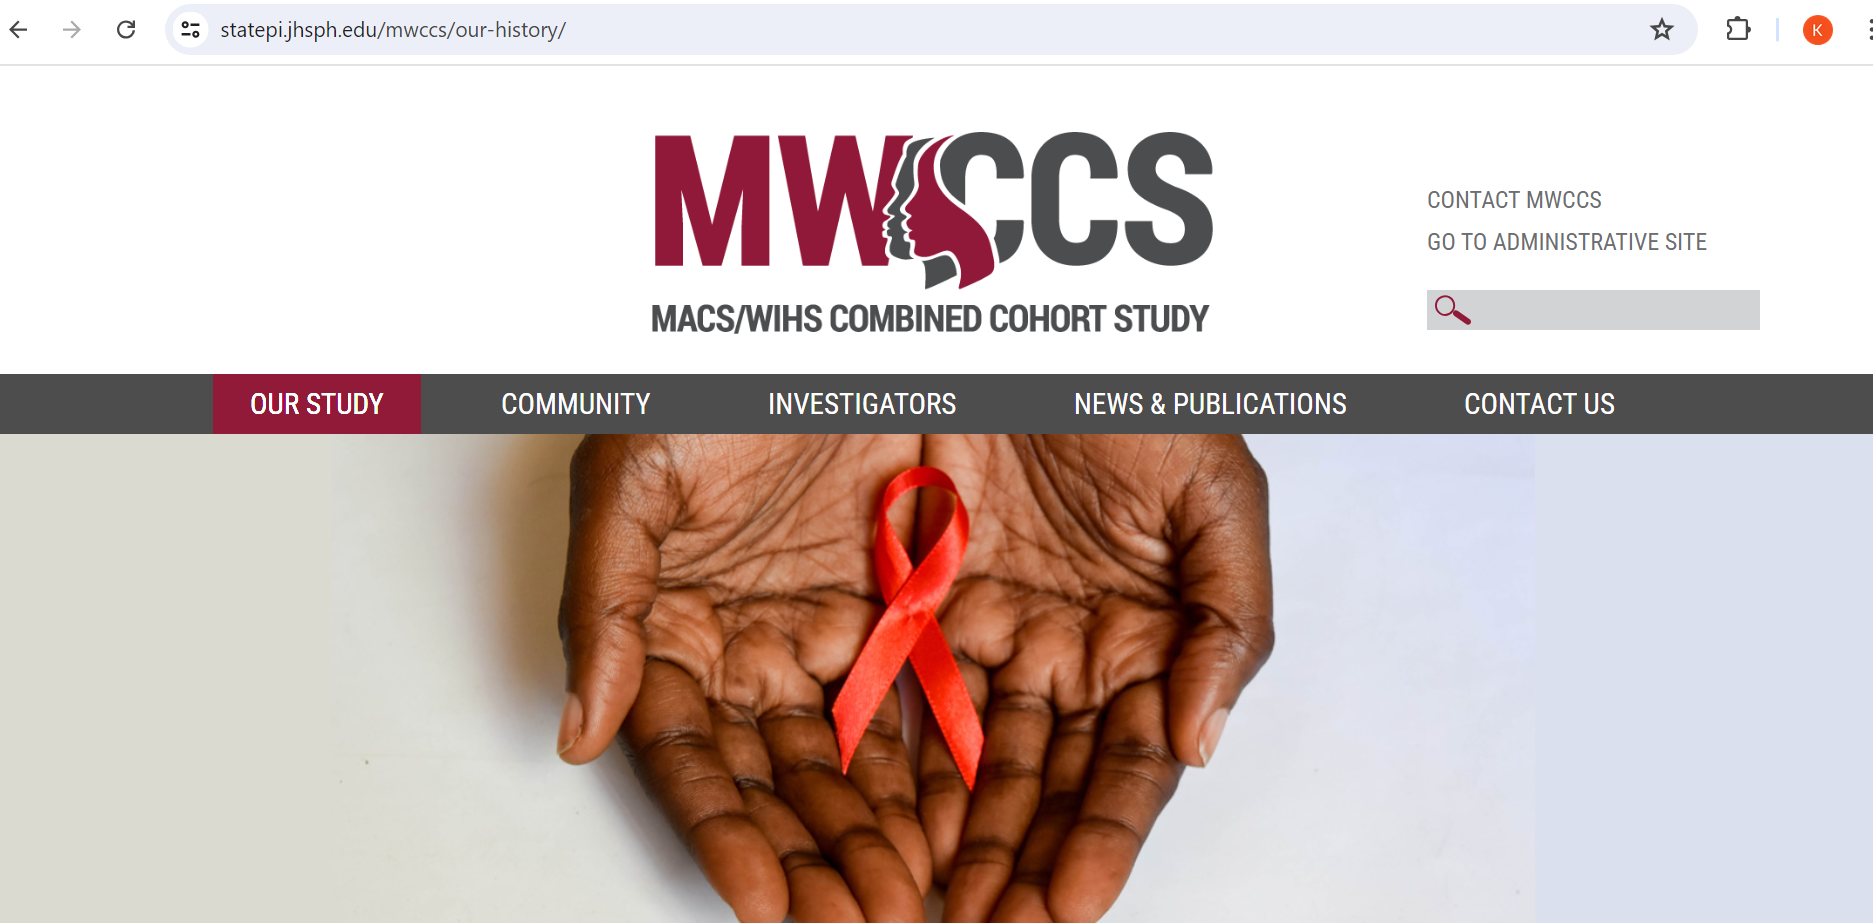 statepi.jhsph.edu/mwccs/our-history/
K
MWCCS
MACS/WIHS COMBINED COHORT STUDY
CONTACT MWCCS
GO TO ADMINISTRATIVE SITE
OUR STUDY COMMUNITY INVESTIGATORS NEWS & PUBLICATIONS CONTACT US